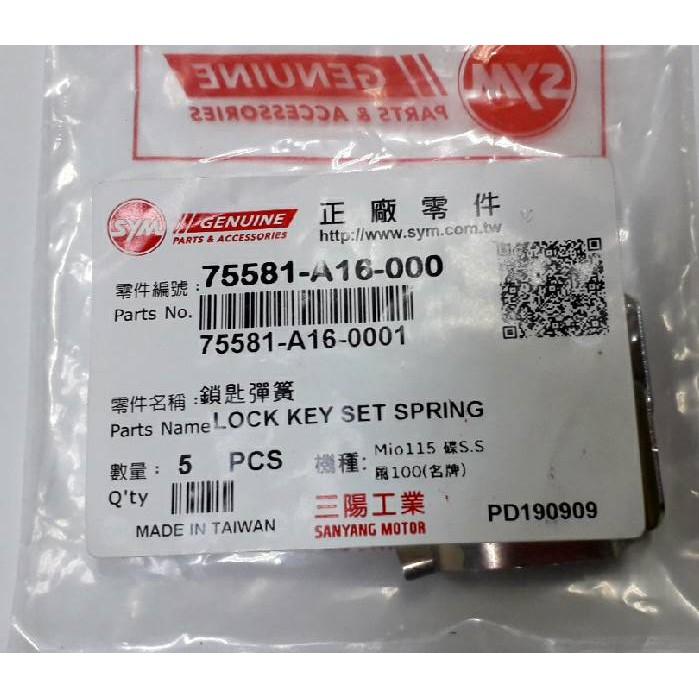 SYM
GENUINE
PARTS & ACCESSORIES
SYM GENUINE
PARTS & ACCESSORIES
正廠零件
http://www.sym.com.tw
零件編號:75581-A16-000
Parts No.
75581-A16-0001
零件名稱:鎖匙彈簧
Parts Name LOCK KEY SET SPRING
數量: 5 PCS 機種: Mio115 碟S.S
Q'ty 風100(名牌)
MADE IN TAIWAN
三陽工業
SANYANG MOTOR
PD190909